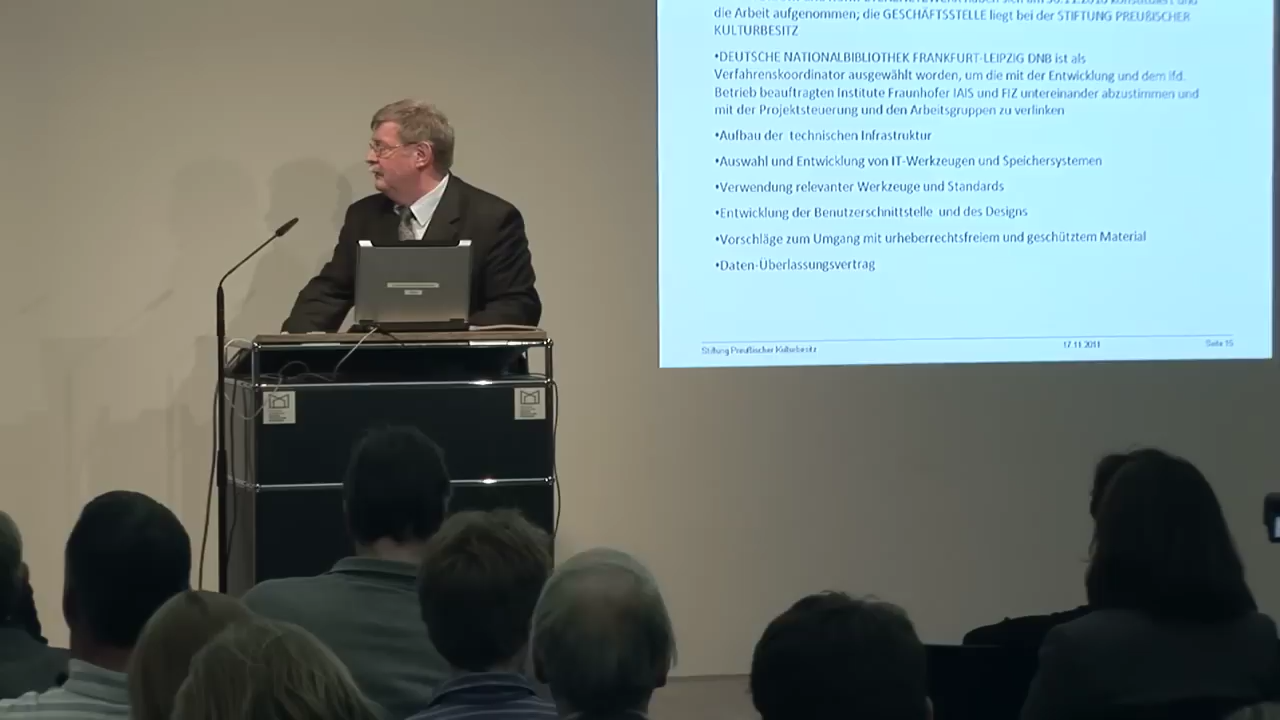 die Arbeit aufgenommen; die GESCHÄFTSSTELLE liegt bei der STIFTUNG PREUßISCHER
KULTURBESITZ
•DEUTSCHE NATIONALBIBLIOTHEK FRANKFURT-LEIPZIG DNB ist als
Verfahrenskoordinator ausgewählt worden, um die mit der Entwicklung und dem lfd.
Betrieb beauftragten Institute Fraunhofer IAIS und FIZ untereinander abzustimmen und
mit der Projektsteuerung und den Arbeitsgruppen zu verlinken
•Aufbau der technischen Infrastruktur
•Auswahl und Entwicklung von IT-Werkzeugen und Speichersystemen
•Verwendung relevanter Werkzeuge und Standards
•Entwicklung der Benutzerschnittstelle und des Designs
•Vorschläge zum Umgang mit urheberrechtsfreiem und geschütztem Material
•Daten-Überlassungsvertrag
Stiftung Preußischer Kulturbesitz 17.11.2011 Seite 15